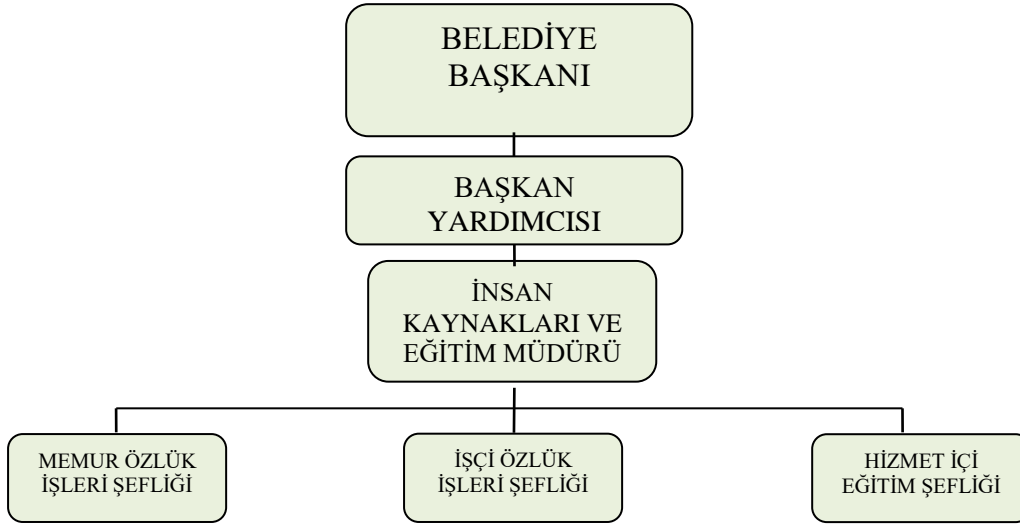 BELEDİYE
BAŞKANI
BAŞKAN
YARDIMCISI
İNSAN
KAYNAKLARI VE
EĞİTİM MÜDÜRÜ
MEMUR ÖZLÜK
İŞLERİ ŞEFLİĞİ
İŞÇİ ÖZLÜK
İŞLERİ ŞEFLİĞİ
HİZMET İÇİ
EĞİTİM ŞEFLİĞİ